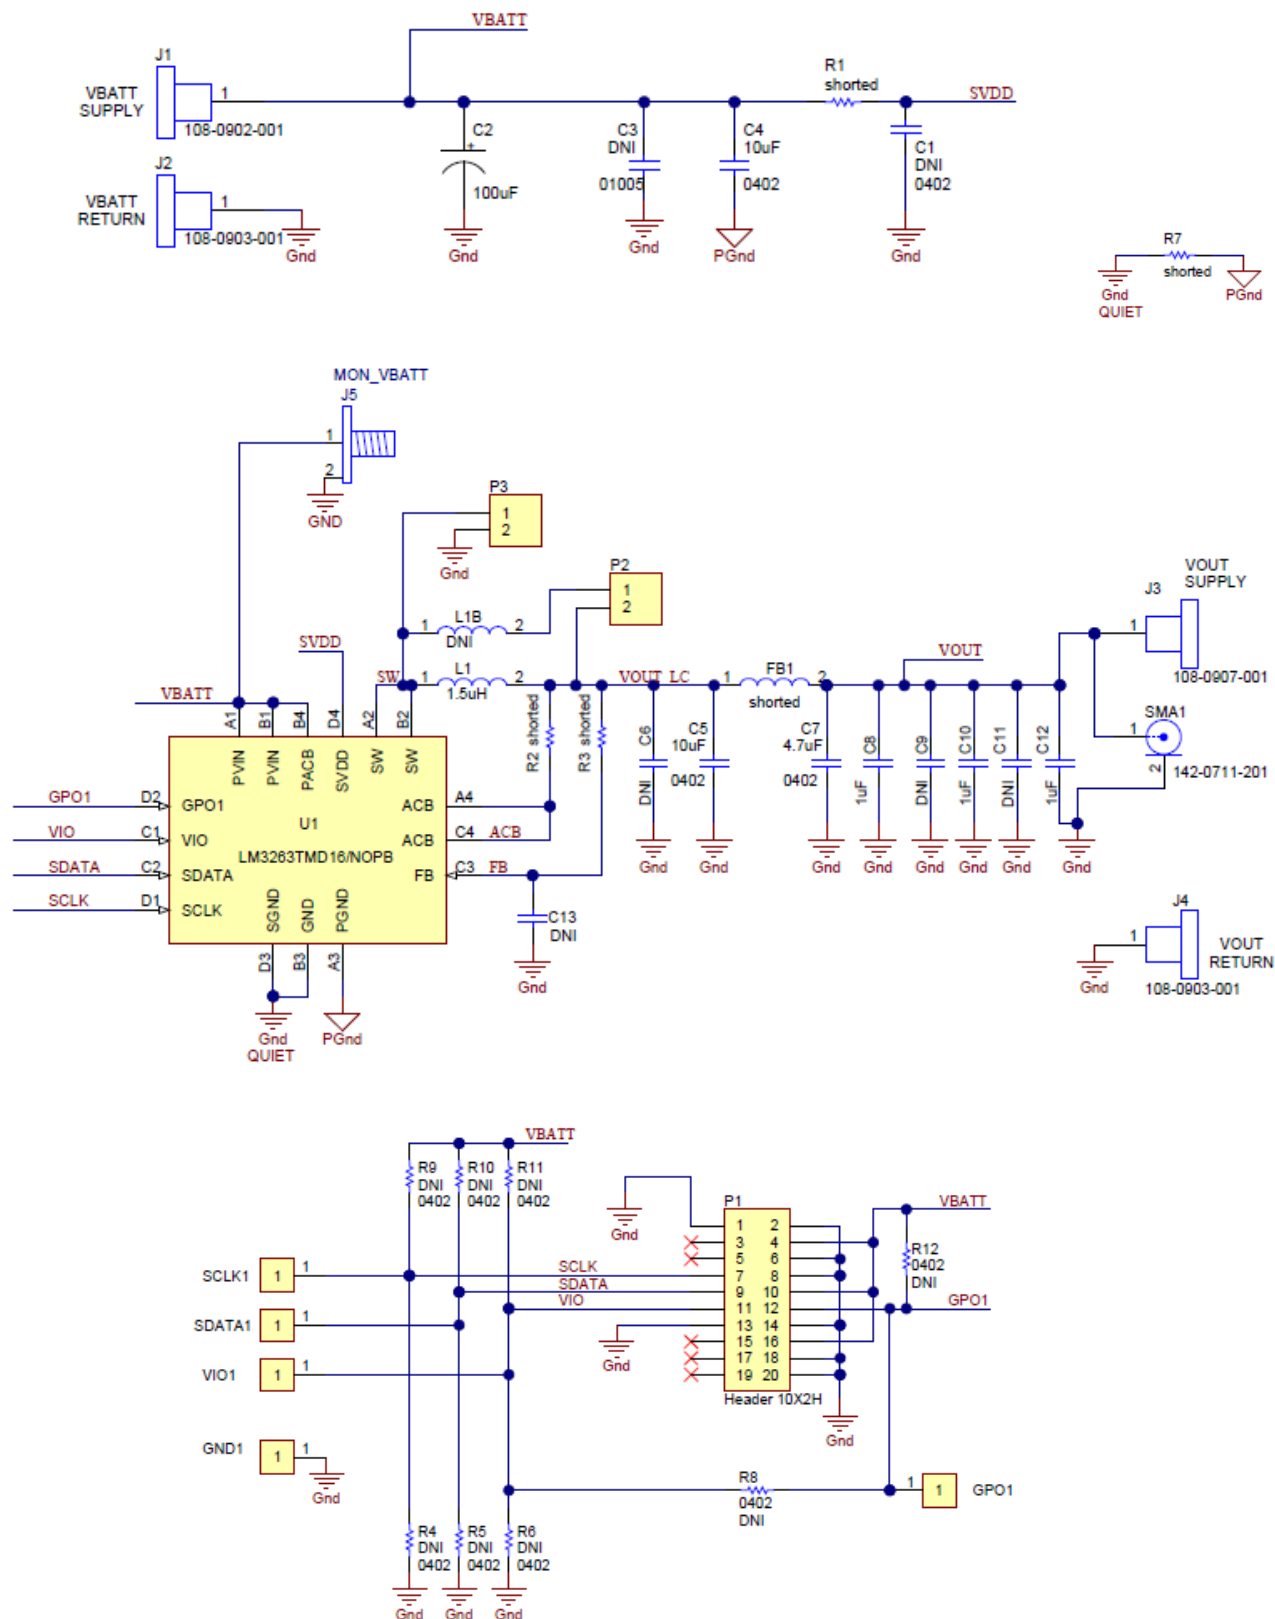 VBATT
J1
VBATT
SUPPLY
1
108-0902-001
R1
shorted
SVDD
C2
+
100uF
C3
DNI
01005
C4
10uF
0402
C1
DNI
0402
J2
VBATT
RETURN
1
108-0903-001
Gnd
Gnd
Gnd
PGnd
Gnd
R7
shorted
Gnd
QUIET
PGnd
MON_VBATT
J5
1
2
GND
P3
1
2
Gnd
P2
1
2
1 L1B 2
DNI
SVDD
SW
1 L1 2
1.5uH
VOUT_LC
1 FB1 2
shorted
VOUT
VOUT
SUPPLY
J3
1
108-0907-001
SMA1
1
2
142-0711-201
VBATT
A1
B1
B4
D4
A2
B2
PVIN
PVIN
PACB
SVDD
SW
SW
R2 shorted
R3 shorted
C6
DNI
C5
10uF
0402
C7
4.7uF
0402
C8
1uF
C9
DNI
C10
1uF
C11
DNI
C12
1uF
Gnd
Gnd
Gnd
Gnd
Gnd
Gnd
Gnd
Gnd
GPO1 D2 GPO1
ACB A4
U1
VIO C1 VIO
ACB C4 ACB
LM3263TMD16/NOPB
SDATA C2 SDATA
FB C3 FB
SCLK D1 SCLK
SGND
GND
PGND
D3
B3
A3
Gnd
QUIET
PGnd
C13
DNI
Gnd
J4
1
Gnd
VOUT
RETURN
108-0903-001
VBATT
R9
DNI
0402
R10
DNI
0402
R11
DNI
0402
Gnd
P1
VBATT
1 2
3 4
5 6
7 8
9 10
11 12
13 14
15 16
17 18
19 20
Header 10X2H
Gnd
Gnd
R12
0402
DNI
GPO1
SCLK1 1 1
SCLK
SDATA
VIO
SDATA1 1 1
VIO1 1 1
GND1 1 1
Gnd
R8
0402
DNI
1 1 GPO1
R4
DNI
0402
R5
DNI
0402
R6
DNI
0402
Gnd
Gnd
Gnd